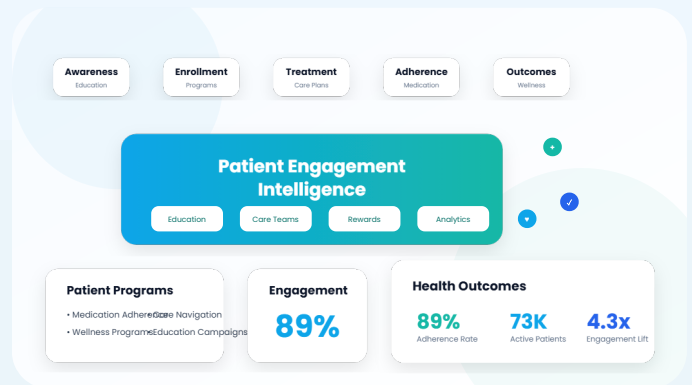 Awareness
Education
Enrollment
Programs
Treatment
Care Plans
Adherence
Medication
Outcomes
Wellness
Patient Engagement
Intelligence
Education
Care Teams
Rewards
Analytics
Patient Programs
• Medication Adherence
• Care Navigation
• Wellness Programs
• Education Campaigns
Engagement
89%
Health Outcomes
89%
Adherence Rate
73K
Active Patients
4.3x
Engagement Lift